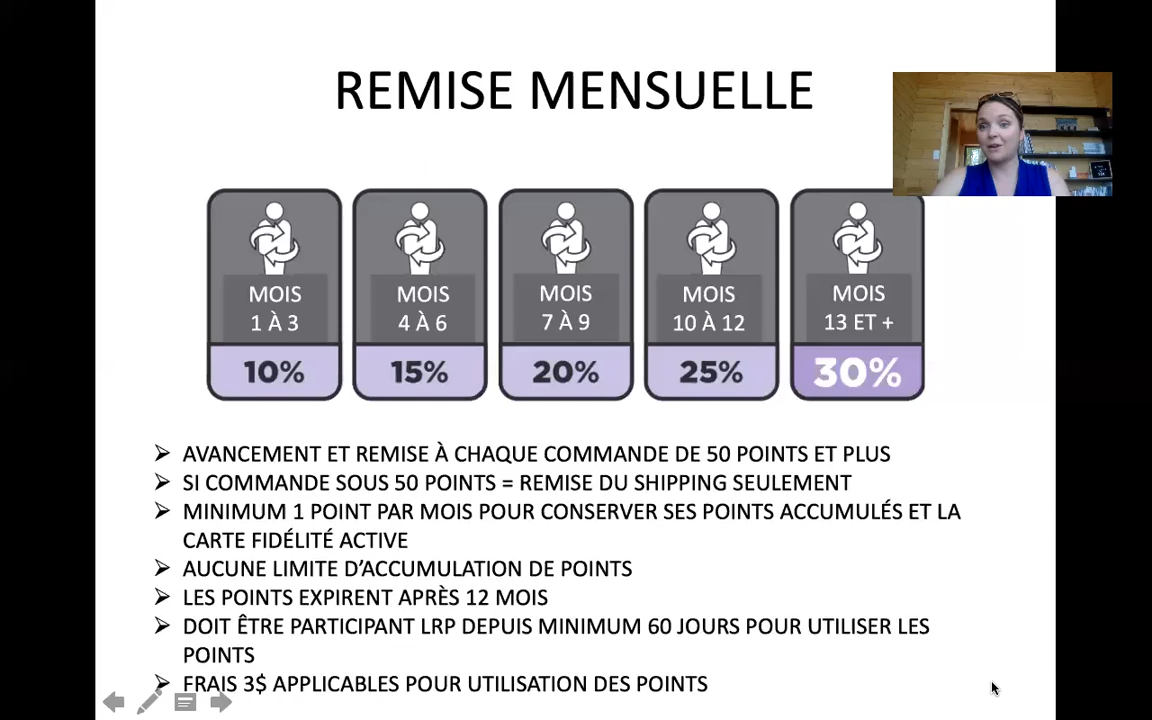 REMISE MENSUELLE
MOIS
1 À 3
10%
MOIS
4 À 6
15%
MOIS
7 À 9
20%
MOIS
10 À 12
25%
MOIS
13 ET +
30%
AVANCEMENT ET REMISE À CHAQUE COMMANDE DE 50 POINTS ET PLUS
SI COMMANDE SOUS 50 POINTS = REMISE DU SHIPPING SEULEMENT
MINIMUM 1 POINT PAR MOIS POUR CONSERVER SES POINTS ACCUMULÉS ET LA
CARTE FIDÉLITÉ ACTIVE
AUCUNE LIMITE D’ACCUMULATION DE POINTS
LES POINTS EXPIRENT APRÈS 12 MOIS
DOIT ÊTRE PARTICIPANT LRP DEPUIS MINIMUM 60 JOURS POUR UTILISER LES
POINTS
FRAIS 3$ APPLICABLES POUR UTILISATION DES POINTS